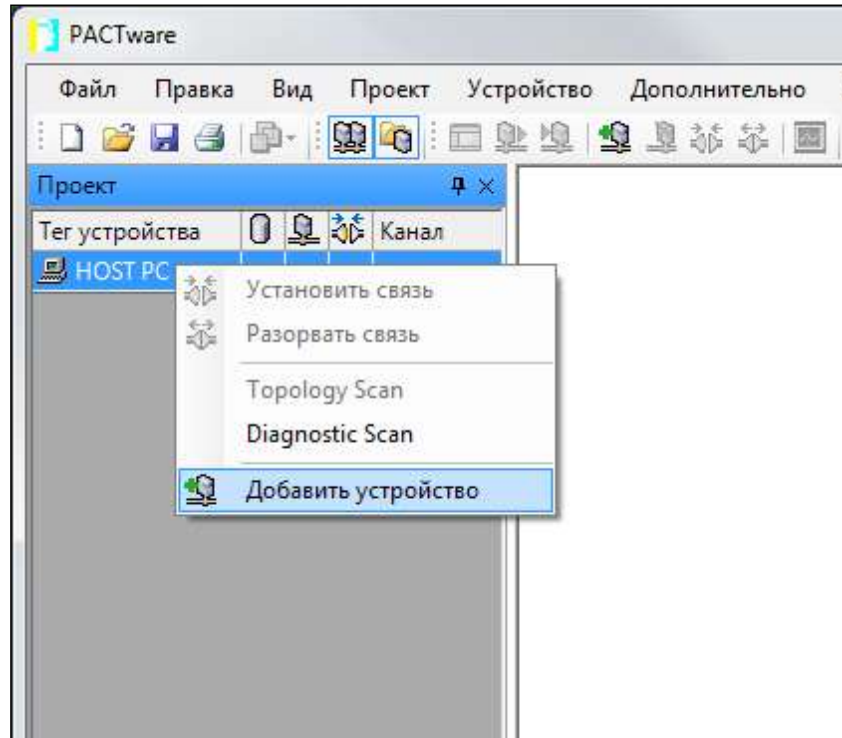 PACTware
Файл Правка Вид Проект Устройство Дополнительно
Проект
Тег устройства Канал
HOST PC
Установить связь
Разорвать связь
Topology Scan
Diagnostic Scan
Добавить устройство